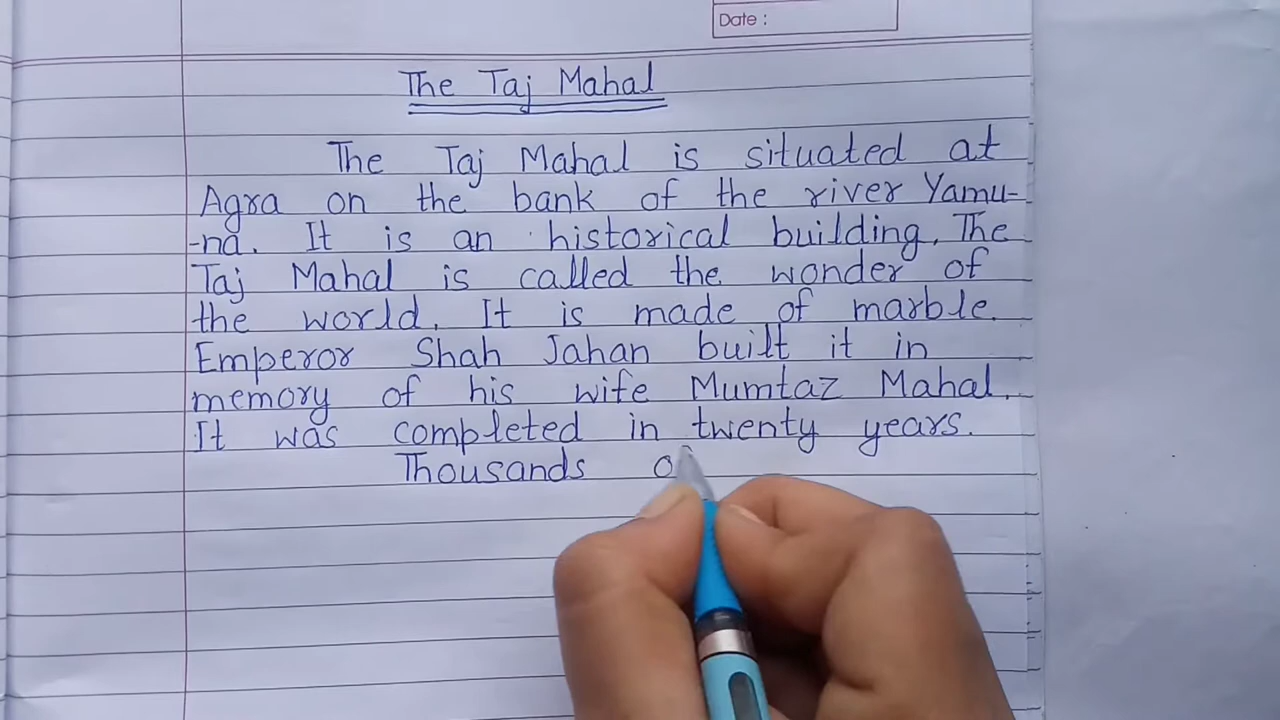 Date :
The Taj Mahal
The Taj Mahal is situated at
Agra on the bank of the river Yamu-
-na. It is an historical building. The
Taj Mahal is called the wonder of
the world. It is made of marble.
Emperor Shah Jahan built it in
memory of his wife Mumtaz Mahal.
It was completed in twenty years.
Thousands